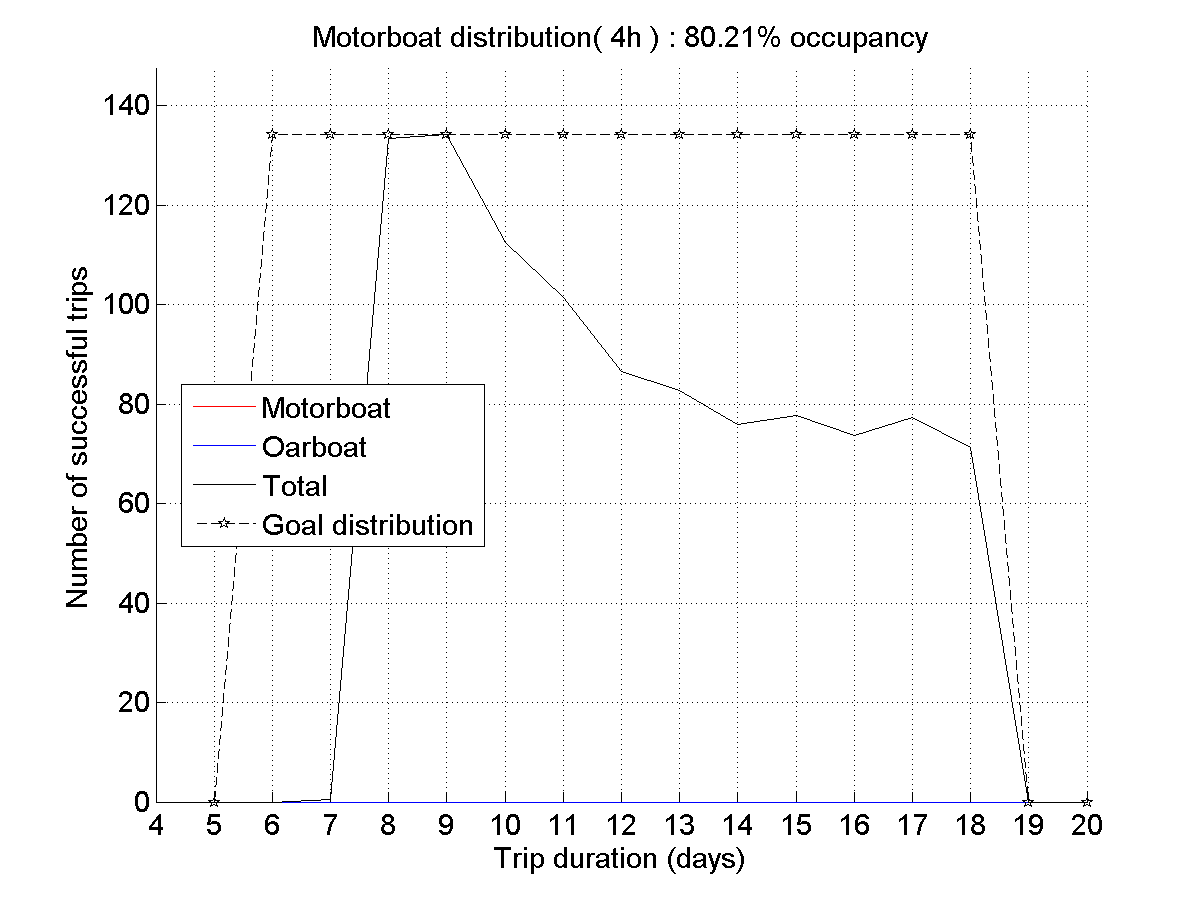 Motorboat distribution( 4h ) : 80.21% occupancy
Number of successful trips
140
120
100
80
60
40
20
0
Motorboat
Oarboat
Total
Goal distribution
4 5 6 7 8 9 10 11 12 13 14 15 16 17 18 19 20
Trip duration (days)